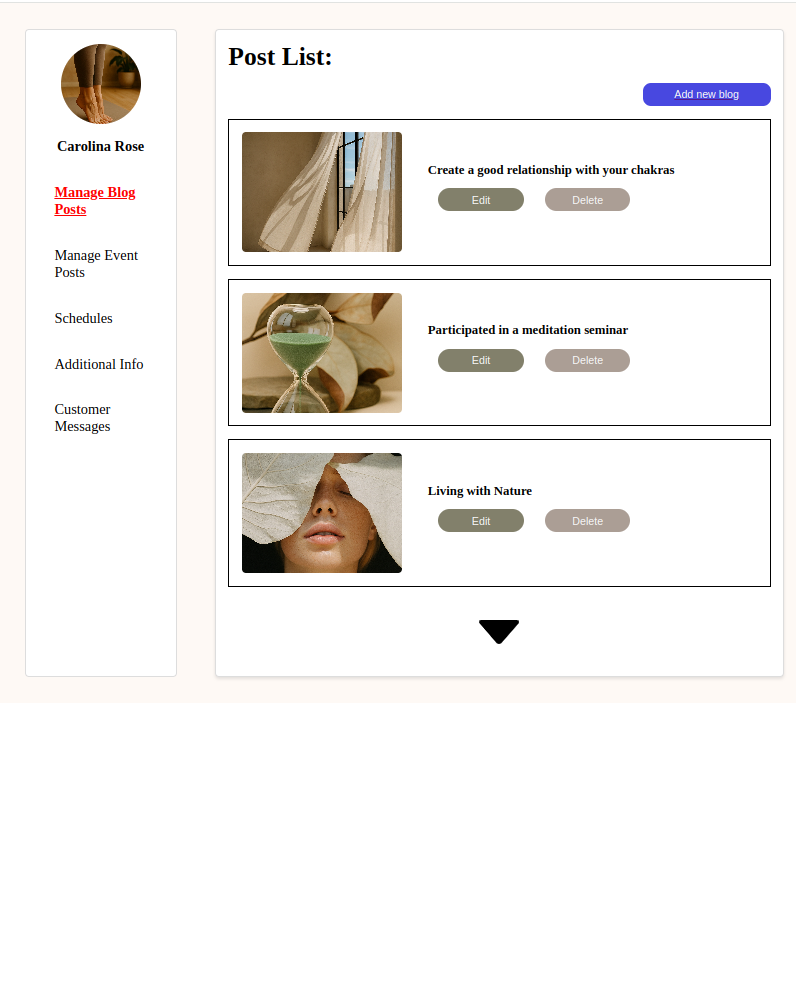 Carolina Rose
Manage Blog
Posts
Manage Event
Posts
Schedules
Additional Info
Customer
Messages
Post List:
Add new blog
Create a good relationship with your chakras
Edit Delete
Participated in a meditation seminar
Edit Delete
Living with Nature
Edit Delete